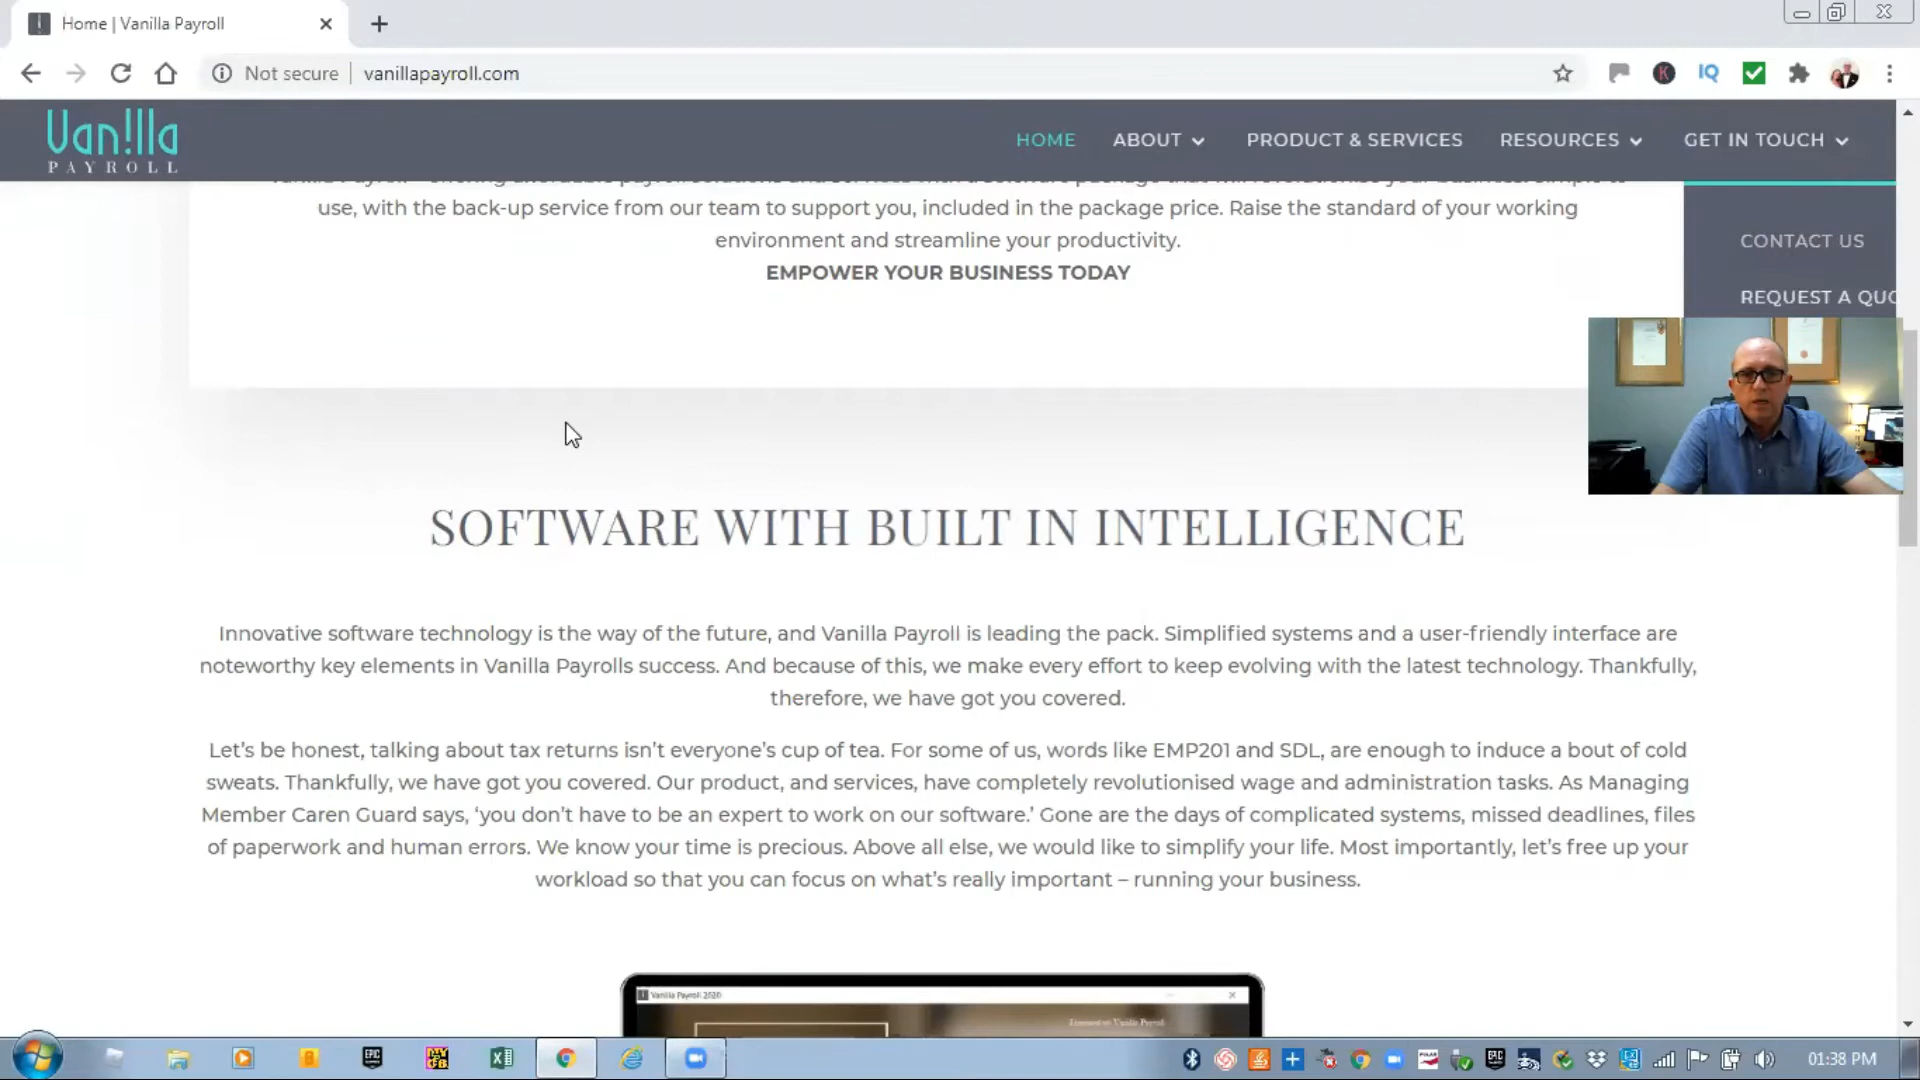 Home | Vanilla Payroll
Not secure
vanillapayroll.com
Van!lla
PAYROLL
HOME
ABOUT
PRODUCT & SERVICES
RESOURCES
GET IN TOUCH
CONTACT US
REQUEST A QUO
use, with the back-up service from our team to support you, included in the package price. Raise the standard of your working
environment and streamline your productivity.
EMPOWER YOUR BUSINESS TODAY
SOFTWARE WITH BUILT IN INTELLIGENCE
Innovative software technology is the way of the future, and Vanilla Payroll is leading the pack. Simplified systems and a user-friendly interface are
noteworthy key elements in Vanilla Payrolls success. And because of this, we make every effort to keep evolving with the latest technology. Thankfully,
therefore, we have got you covered.
Let's be honest, talking about tax returns isn't everyone's cup of tea. For some of us, words like EMP201 and SDL, are enough to induce a bout of cold
sweats. Thankfully, we have got you covered. Our product, and services, have completely revolutionised wage and administration tasks. As Managing
Member Caren Guard says, 'you don't have to be an expert to work on our software.' Gone are the days of complicated systems, missed deadlines, files
of paperwork and human errors. We know your time is precious. Above all else, we would like to simplify your life. Most importantly, let's free up your
workload so that you can focus on what's really important – running your business.
Vanilla Payroll 2020
01:38 PM